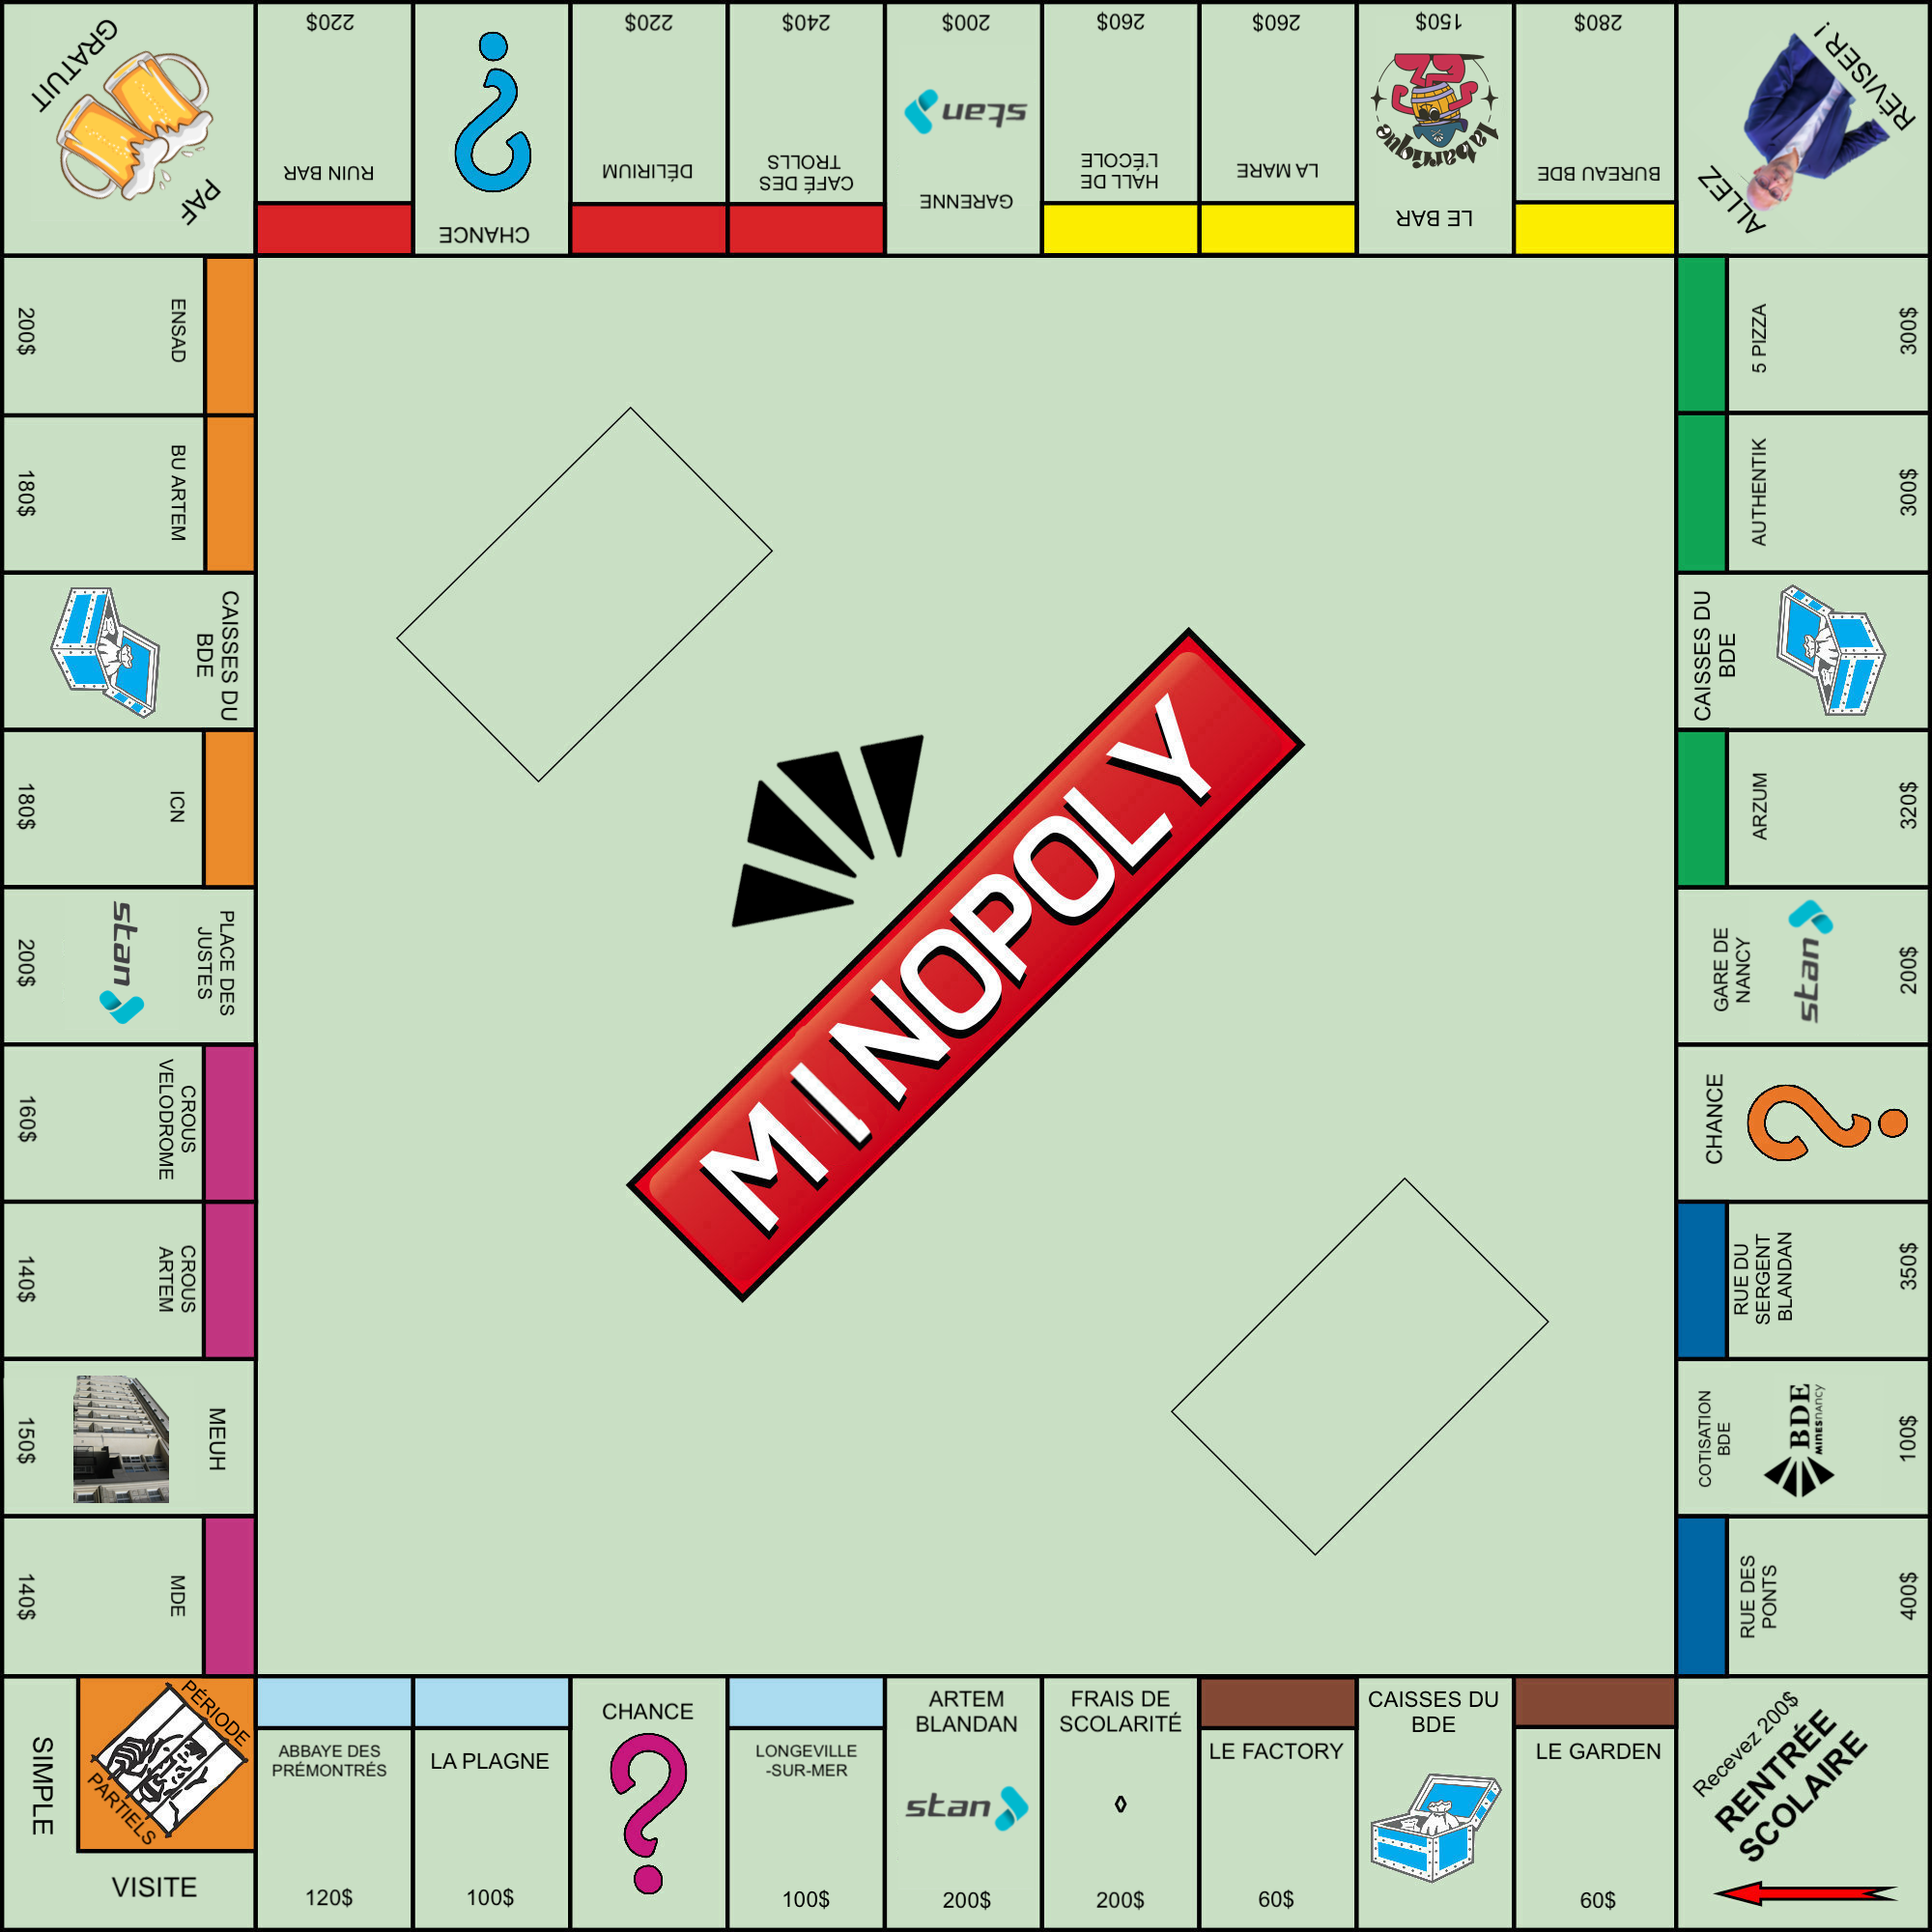 GRATUIT
PAF
220$
RUIN BAR
CHANCE
220$
DÉLIRIUM
240$
CAFÉ DES
TROLLS
200$
stan
GARENNE
260$
HALL DE
L'ÉCOLE
260$
LA MARE
150$
la barrique
LE BAR
280$
BUREAU BDE
ALLEZ
RÉVISER !
5 PIZZA
300$
AUTHENTIK
300$
CAISSES DU
BDE
ARZUM
320$
GARE DE
NANCY
stan
200$
CHANCE
RUE DU
SERGENT
BLANDAN
350$
COTISATION
BDE
BDE
MINESNANCY
100$
RUE DES
PONTS
400$
Recevez 200$
RENTRÉE
SCOLAIRE
LE GARDEN
60$
CAISSES DU
BDE
LE FACTORY
60$
FRAIS DE
SCOLARITÉ
◊
200$
ARTEM
BLANDAN
stan
200$
LONGEVILLE
-SUR-MER
100$
CHANCE
LA PLAGNE
100$
ABBAYE DES
PRÉMONTRÉS
120$
PÉRIODE
PARTIELS
SIMPLE
VISITE
MDE
140$
MEUH
150$
CROUS
ARTEM
140$
CROUS
VELODROME
160$
PLACE DES
JUSTES
stan
200$
ICN
180$
CAISSES DU
BDE
BU ARTEM
180$
ENSAD
200$
MINOPOLY